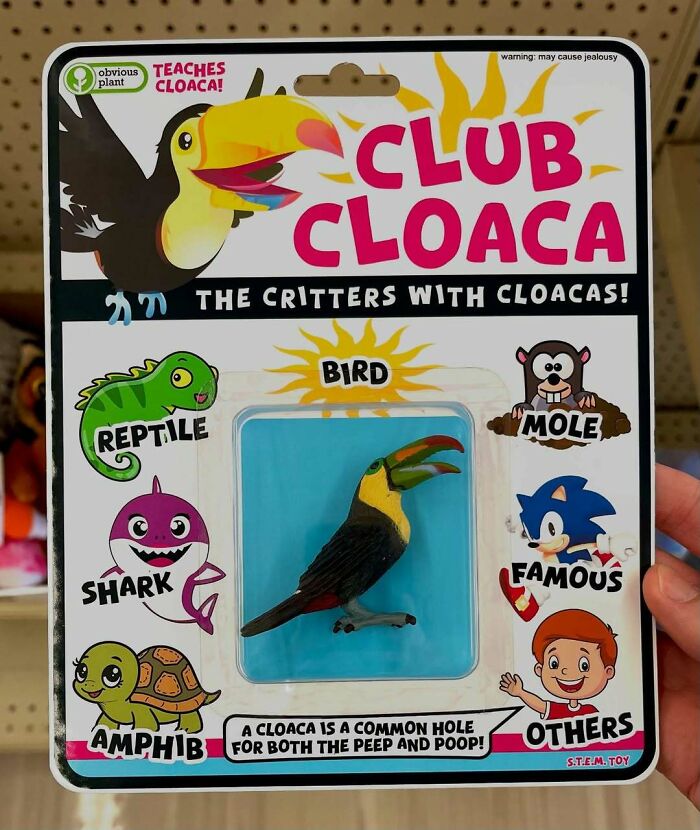 obvious
plant
TEACHES
CLOACA!
warning: may cause jealousy
CLUB
CLOACA
THE CRITTERS WITH CLOACAS!
BIRD
REPTILE
MOLE
SHARK
FAMOUS
AMPHIB
OTHERS
A CLOACA IS A COMMON HOLE
FOR BOTH THE PEEP AND POOP!
S.T.E.M. TOY